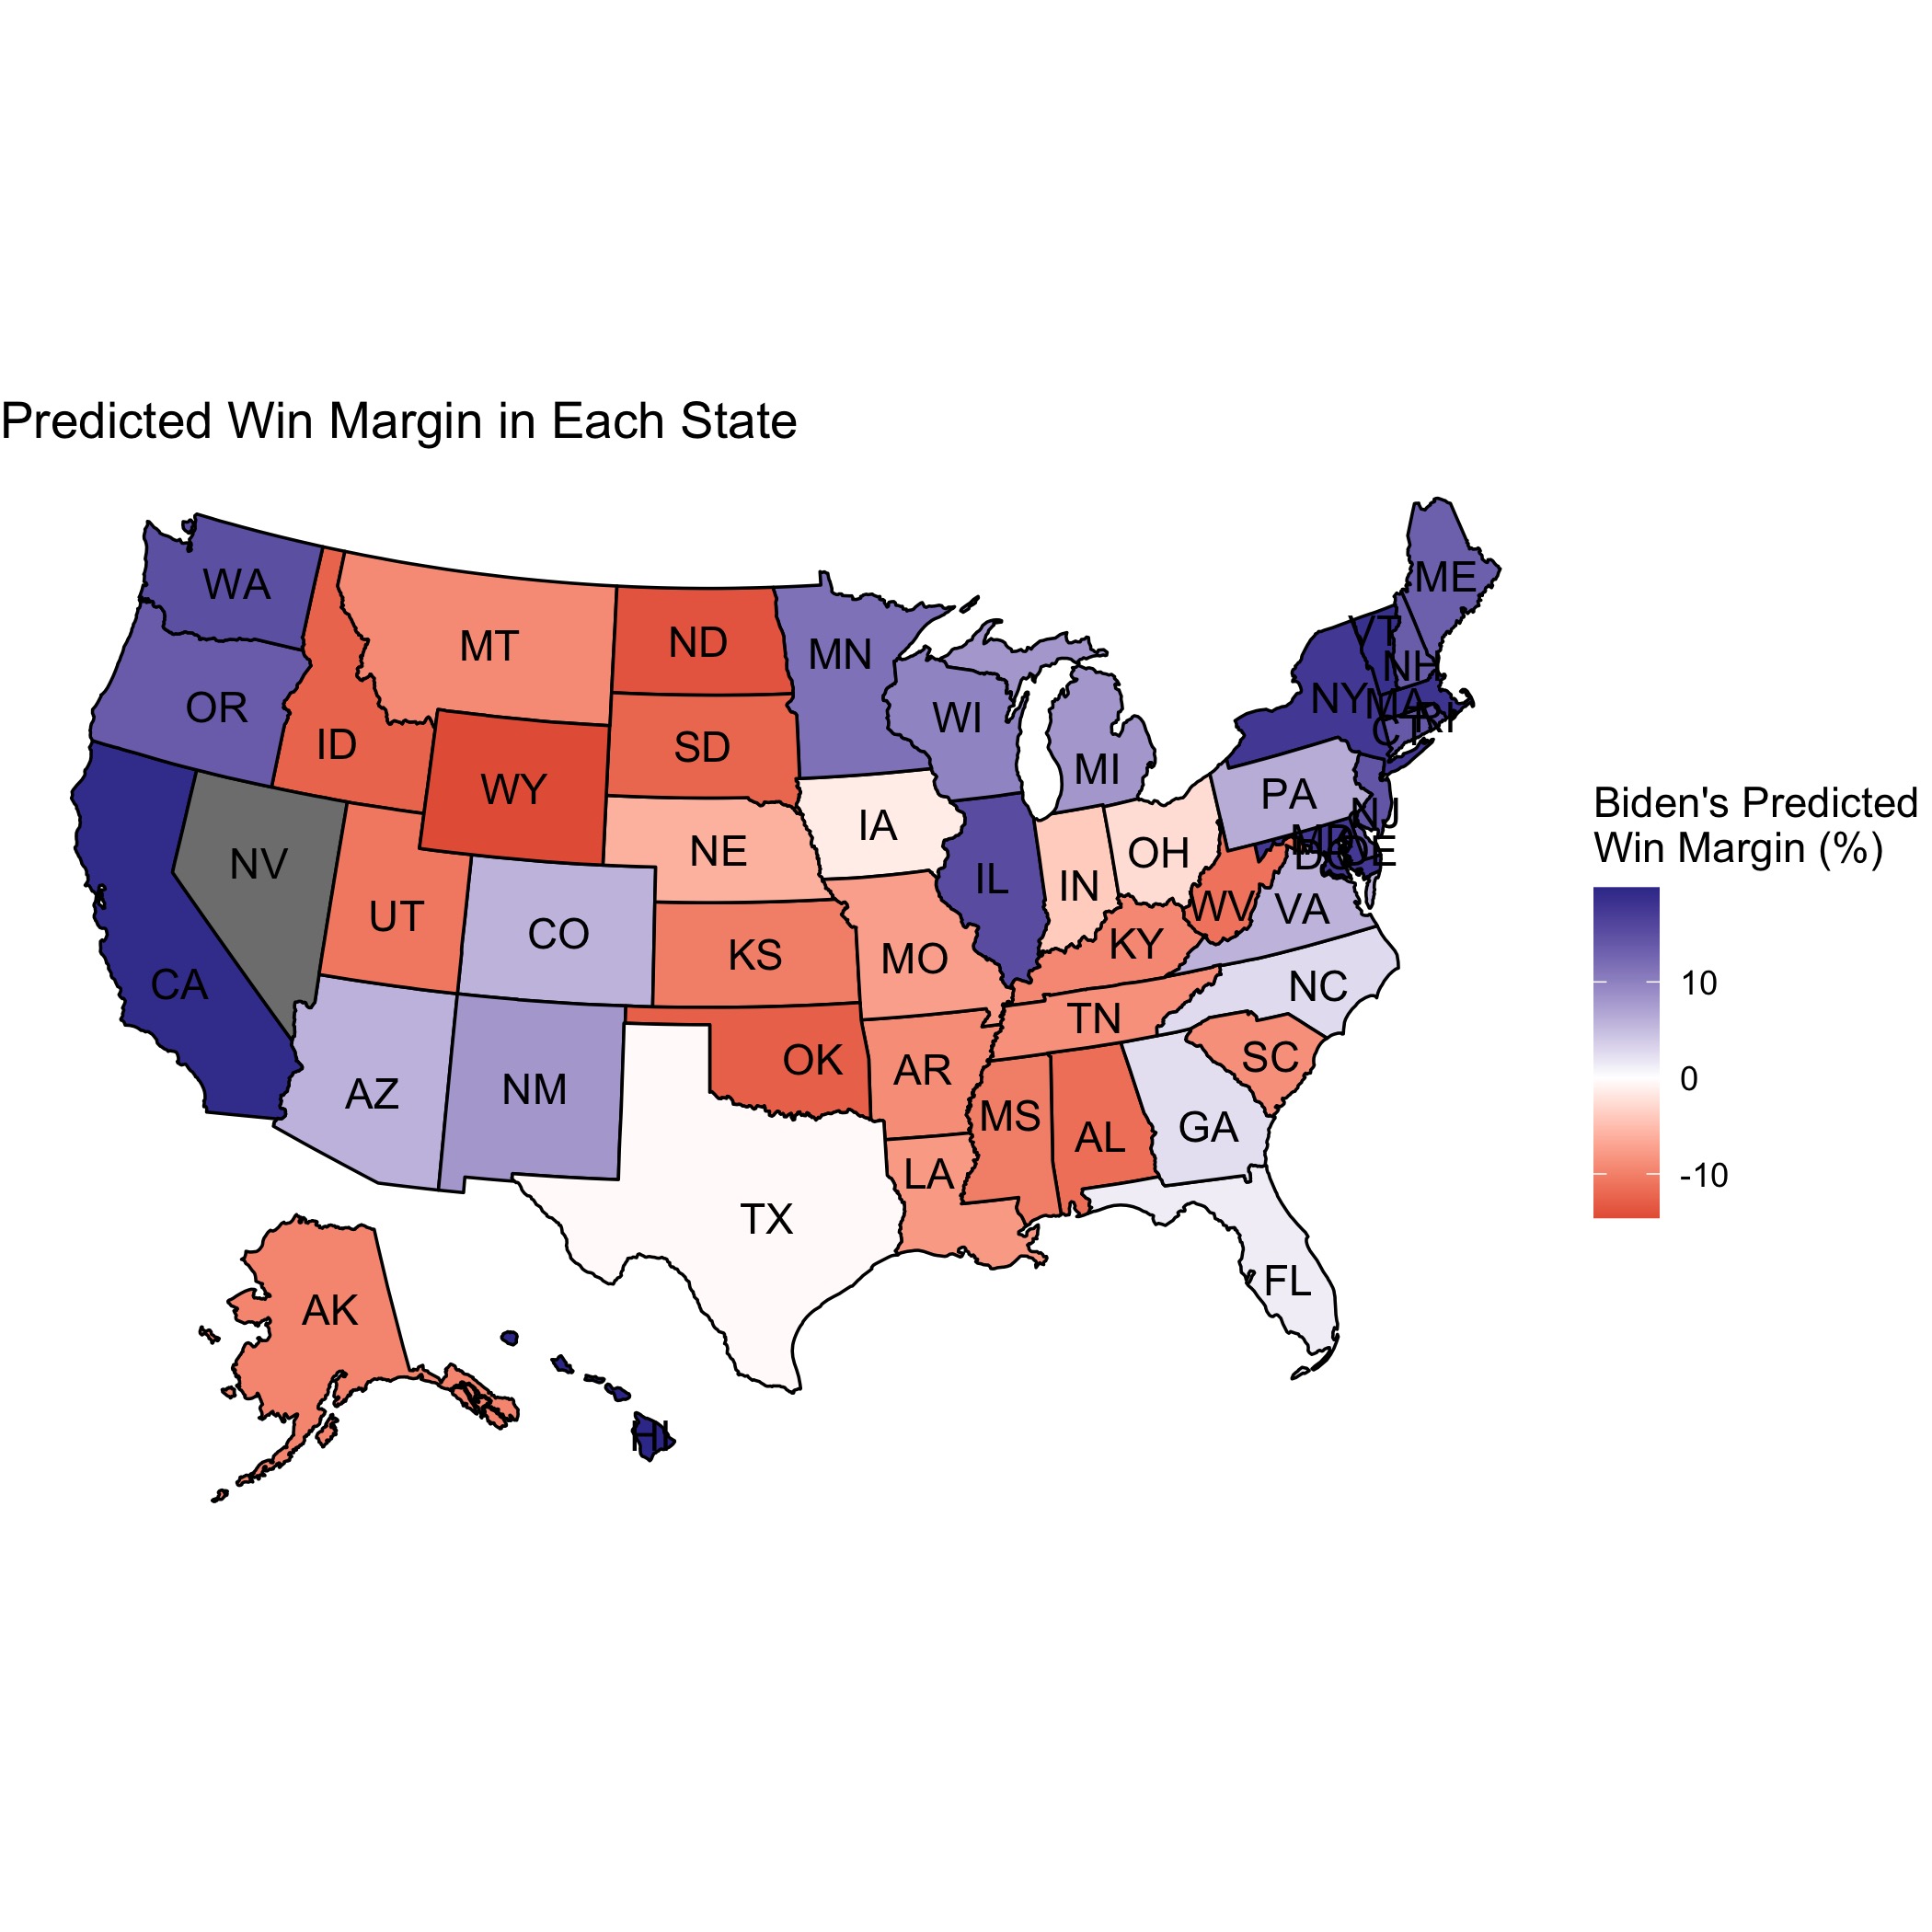 Predicted Win Margin in Each State
WA
MT
ND
MN
ME
VT
NH
OR
ID
WY
SD
WI
MI
NY
MA
RI
CT
NV
UT
CO
NE
IA
IL
IN
OH
PA
NJ
MD
DE
DC
WV
VA
CA
KS
MO
KY
NC
AZ
NM
OK
AR
TN
SC
MS
AL
GA
LA
TX
FL
AK
HI
Biden's Predicted
Win Margin (%)
10
0
-10